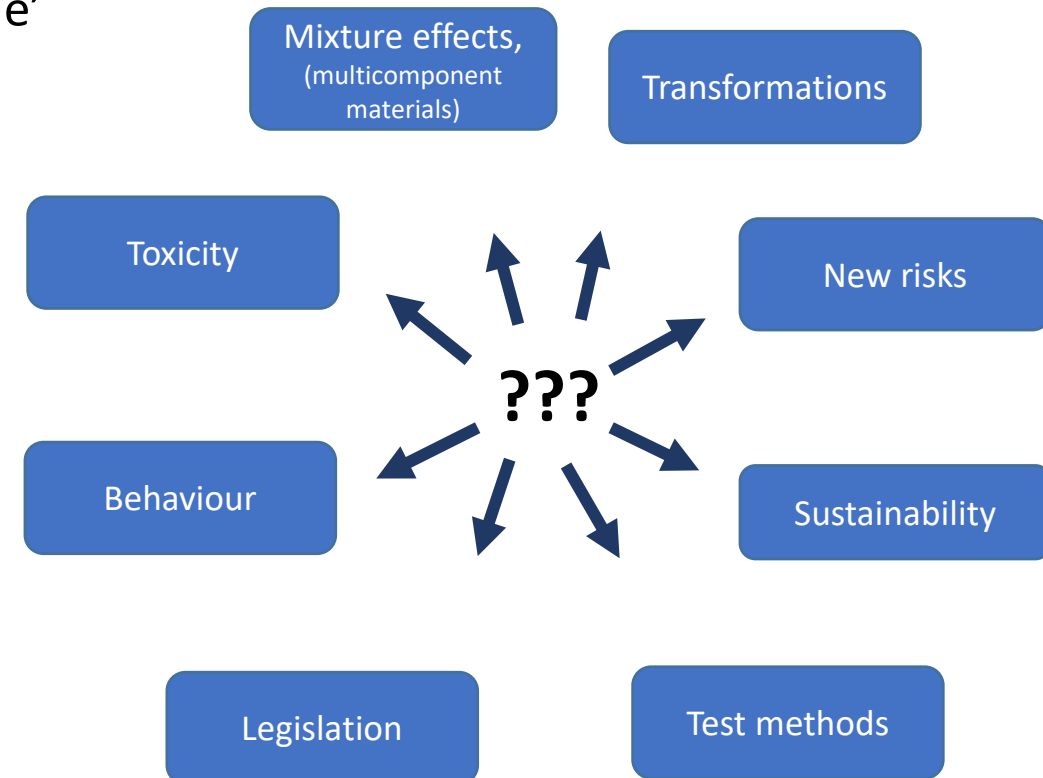 e’
Mixture effects,
(multicomponent
materials)
Transformations
Toxicity
New risks
???
Behaviour
Sustainability
Legislation
Test methods